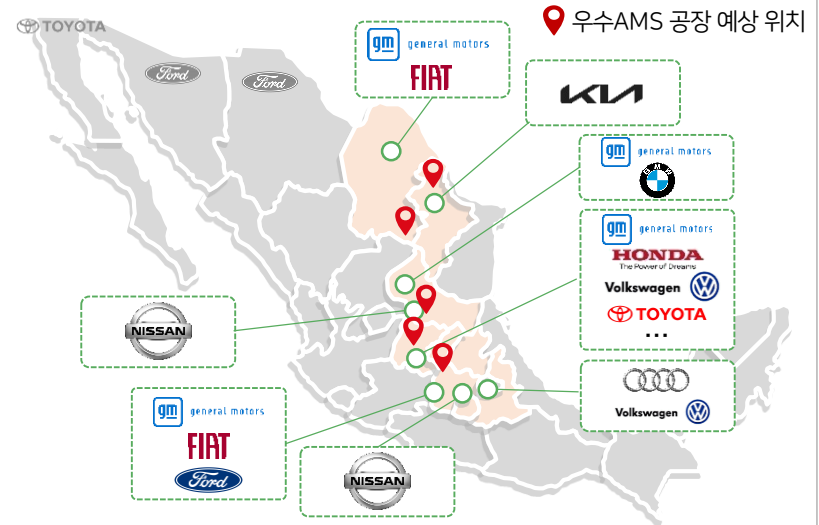 우수AMS 공장 예상 위치
TOYOTA
Ford
Ford
gm general motors
FIAT
KIA
gm general motors
BMW
gm general motors
HONDA
The Power of Dreams
Volkswagen
TOYOTA
...
NISSAN
Volkswagen
gm general motors
FIAT
Ford
NISSAN